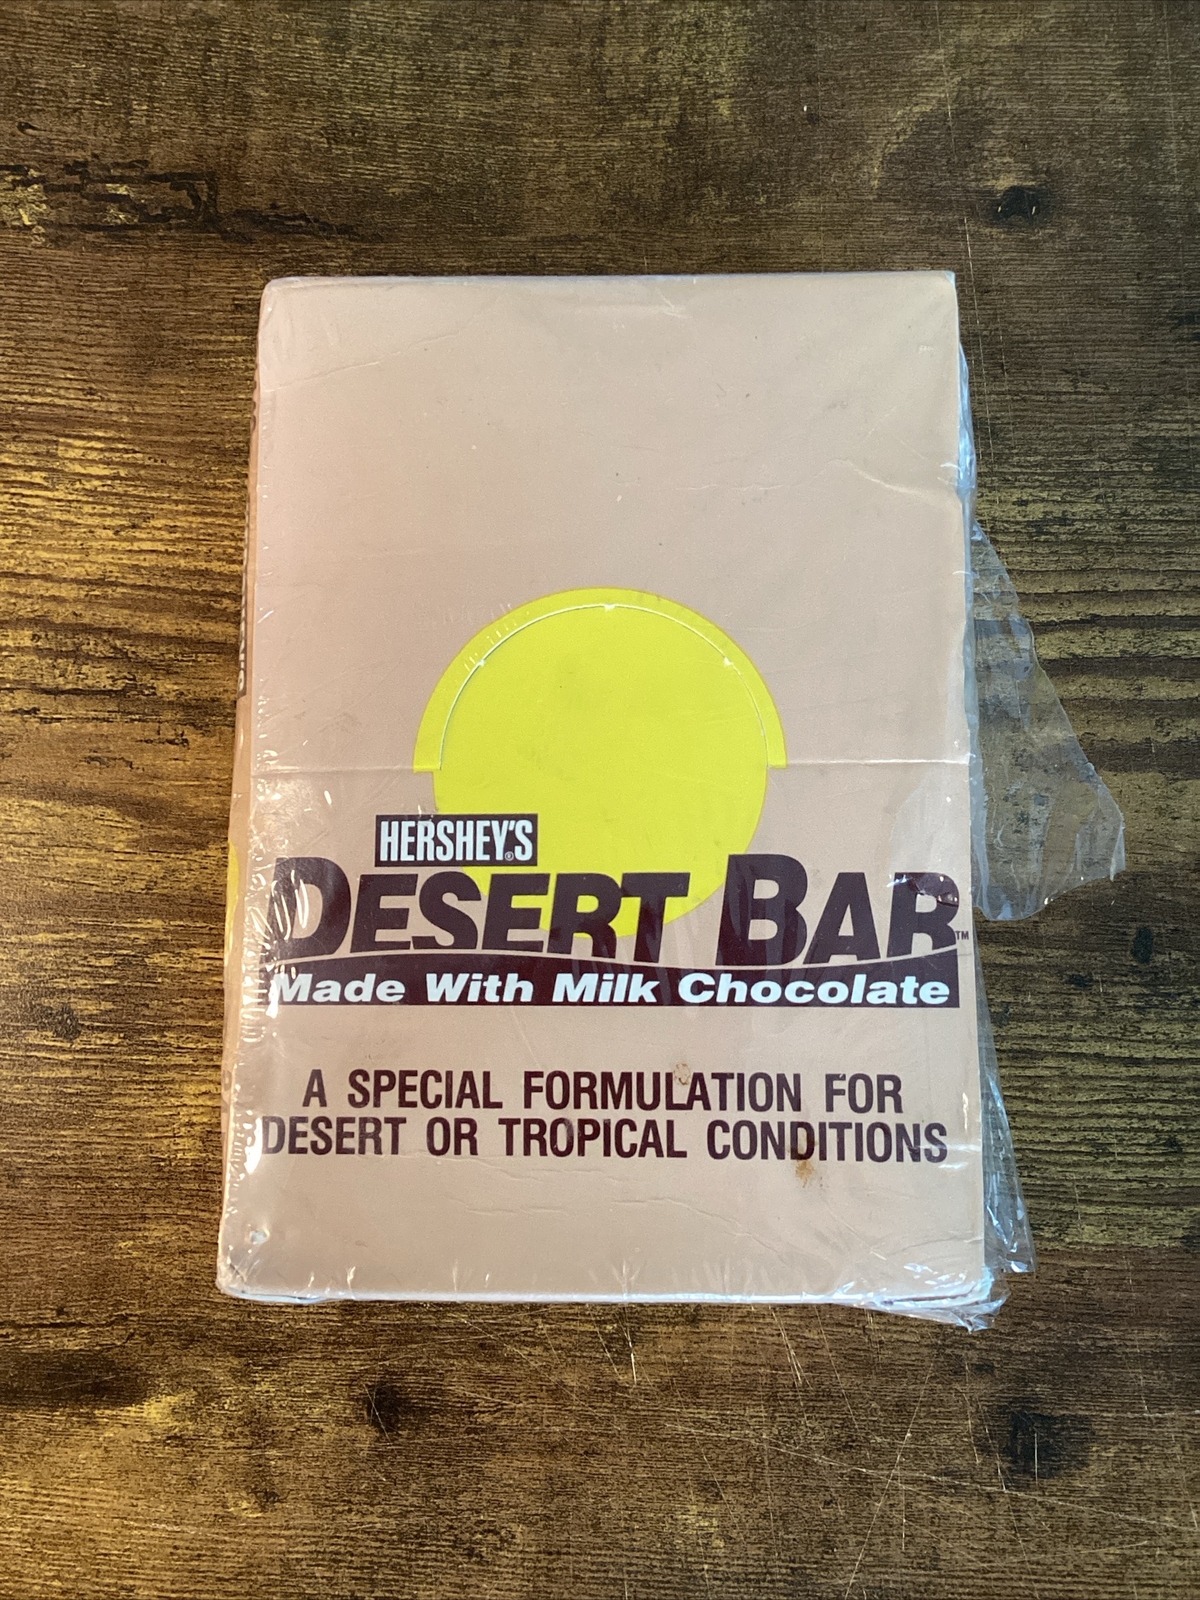 HERSHEY'S®
DESERT BAR™
Made With Milk Chocolate
A SPECIAL FORMULATION FOR
DESERT OR TROPICAL CONDITIONS